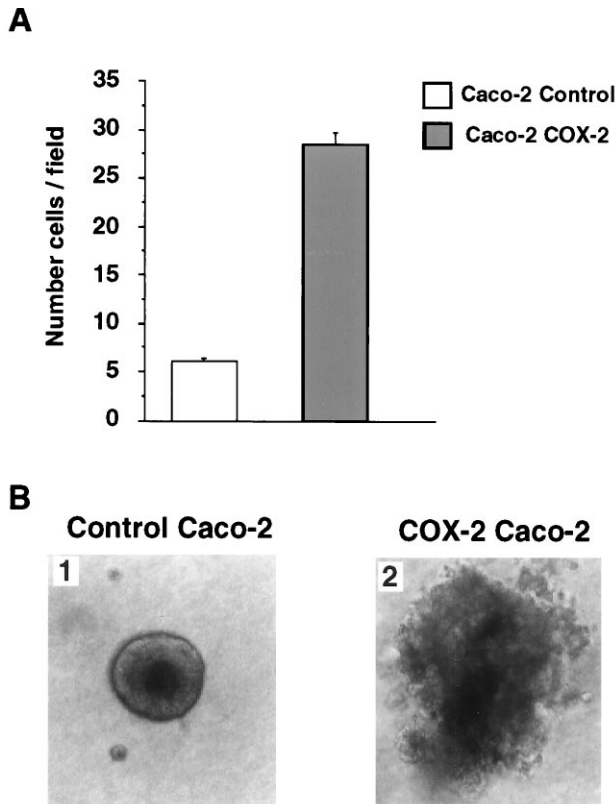 A
35
30
25
20
15
10
5
0
Number cells / field
Caco-2 Control
Caco-2 COX-2
B
Control Caco-2
COX-2 Caco-2
1
2